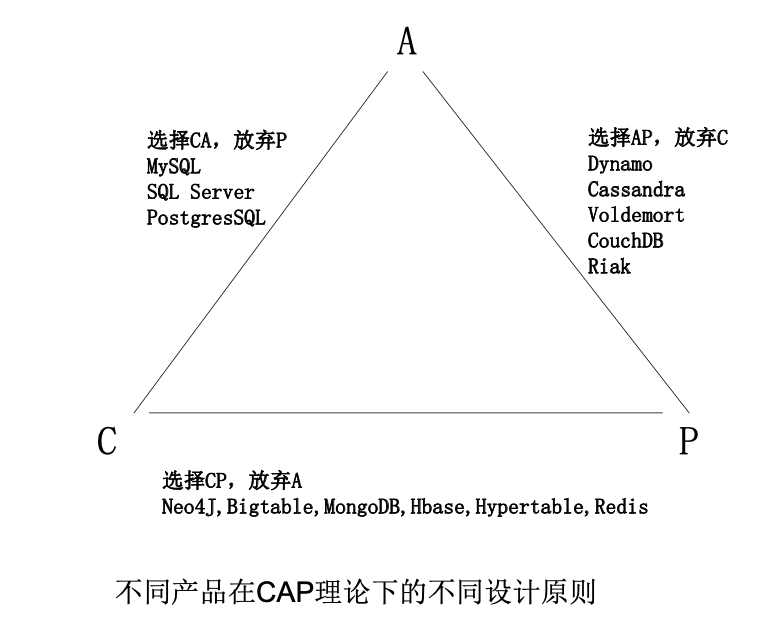 A
选择CA，放弃P
MySQL
SQL Server
PostgresSQL
选择AP，放弃C
Dynamo
Cassandra
Voldemort
CouchDB
Riak
C
P
选择CP，放弃A
Neo4J,Bigtable,MongoDB,Hbase,Hypertable,Redis
不同产品在CAP理论下的不同设计原则